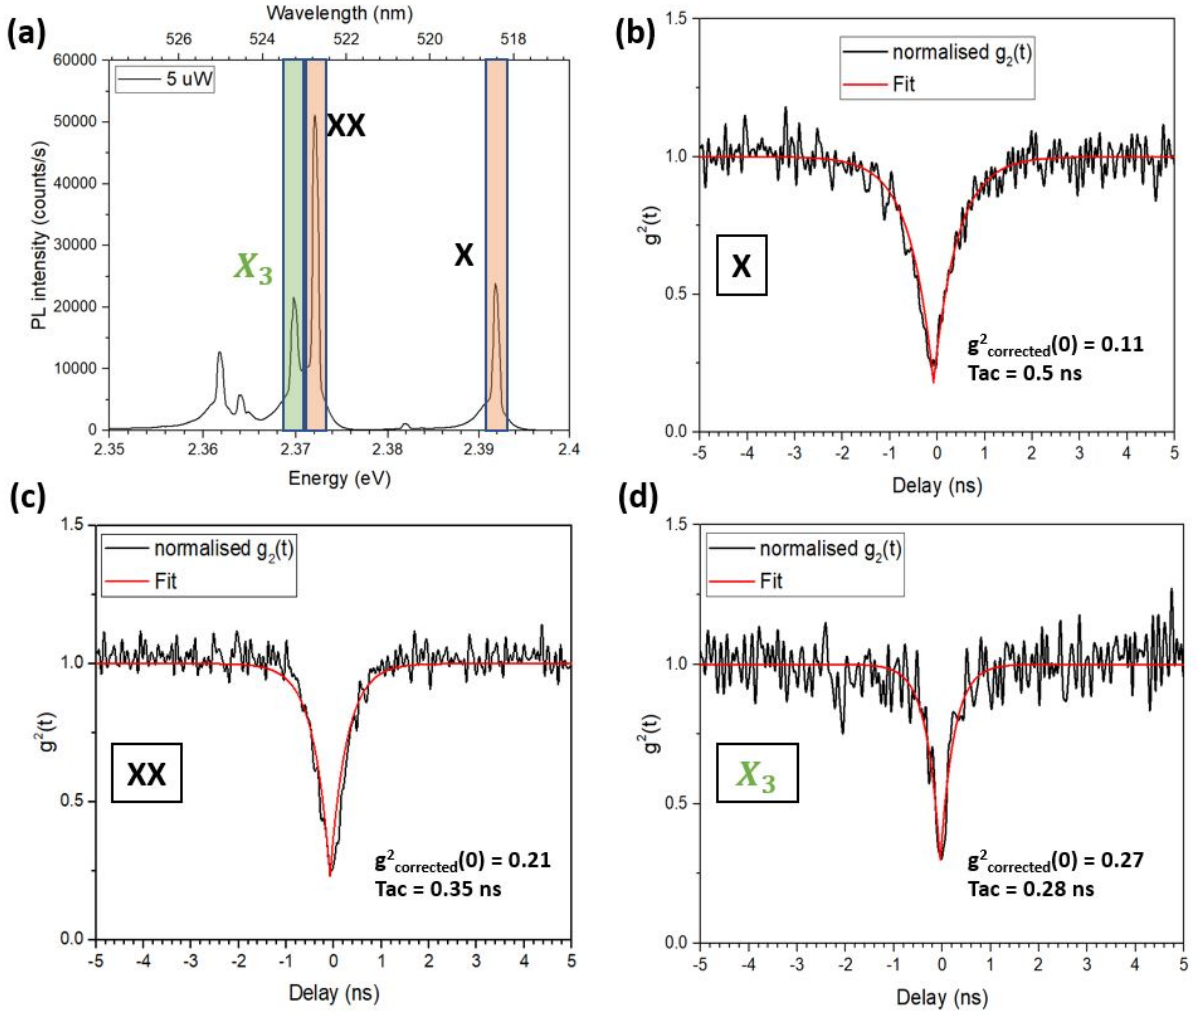 (a)
Wavelength (nm)
526 524 522 520 518
60000
50000
40000
30000
20000
10000
0
PL intensity (counts/s)
5 uW
XX
X₃
X
2.35 2.36 2.37 2.38 2.39 2.4
Energy (eV)
(b)
1.5
1.0
0.5
0.0
g²(t)
normalised g₂(t)
Fit
X
g²corrected(0) = 0.11
Tac = 0.5 ns
-5 -4 -3 -2 -1 0 1 2 3 4 5
Delay (ns)
(c)
1.5
1.0
0.5
0.0
g²(t)
normalised g₂(t)
Fit
XX
g²corrected(0) = 0.21
Tac = 0.35 ns
-5 -4 -3 -2 -1 0 1 2 3 4 5
Delay (ns)
(d)
1.5
1.0
0.5
0.0
g²(t)
normalised g₂(t)
Fit
X₃
g²corrected(0) = 0.27
Tac = 0.28 ns
-5 -4 -3 -2 -1 0 1 2 3 4 5
Delay (ns)